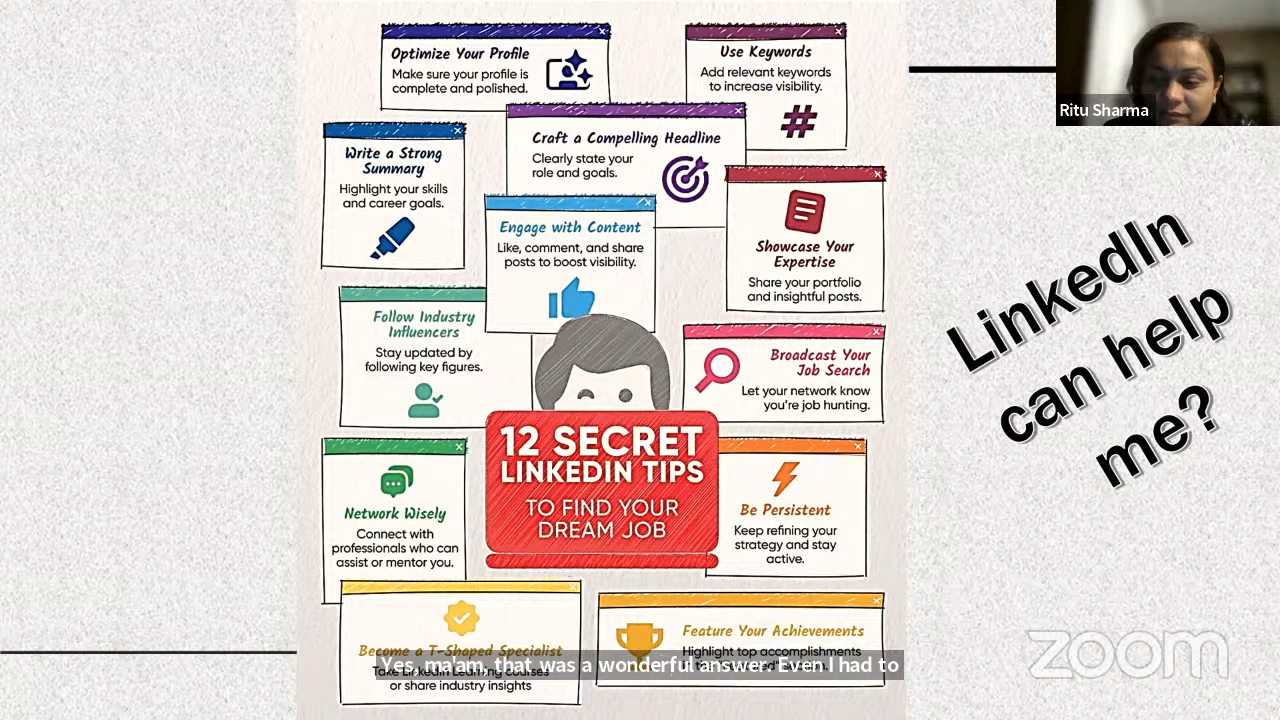 Optimize Your Profile
Make sure your profile is
complete and polished.
Use Keywords
Add relevant keywords
to increase visibility.
#
Ritu Sharma
Craft a Compelling Headline
Clearly state your
role and goals.
Write a Strong
Summary
Highlight your skills
and career goals.
Engage with Content
Like, comment, and share
posts to boost visibility.
Showcase Your
Expertise
Share your portfolio
and insightful posts.
LinkedIn
can help
me?
Follow Industry
Influencers
Stay updated by
following key figures.
Broadcast Your
Job Search
Let your network know
you're job hunting.
12 SECRET
LINKEDIN TIPS
TO FIND YOUR
DREAM JOB
Network Wisely
Connect with
professionals who can
assist or mentor you.
Be Persistent
Keep refining your
strategy and stay
active.
Become a T-Shaped Specialist
Take LinkedIn Learning courses
or share industry insights
Feature Your Achievements
Highlight top accomplishments
Yes, ma'am, that was a wonderful answer. Even I had to
zoom